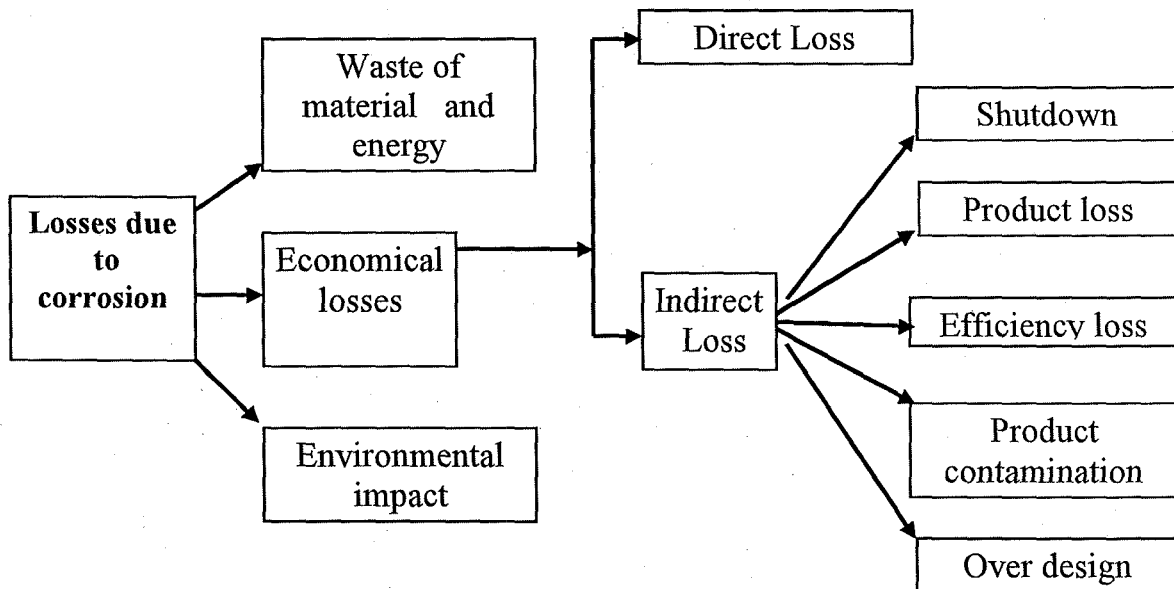 Losses due
to
corrosion
Waste of
material and
energy
Economical
losses
Environmental
impact
Direct Loss
Indirect
Loss
Shutdown
Product loss
Efficiency loss
Product
contamination
Over design